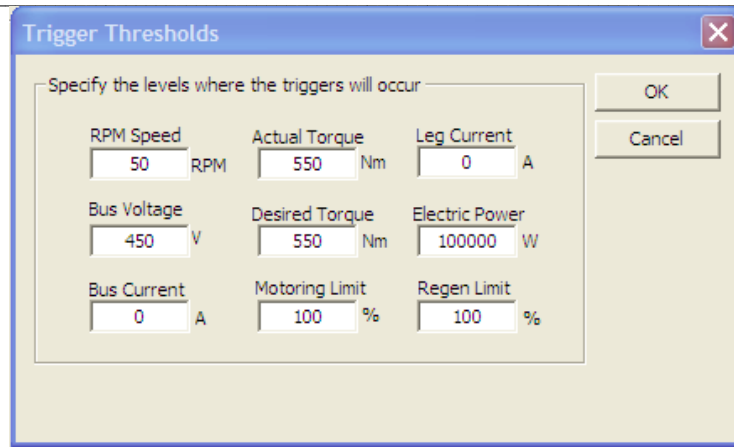 Trigger Thresholds
Specify the levels where the triggers will occur
OK
Cancel
RPM Speed Actual Torque Leg Current
50 RPM 550 Nm 0 A
Bus Voltage Desired Torque Electric Power
450 V 550 Nm 100000 W
Bus Current Motoring Limit Regen Limit
0 A 100 % 100 %